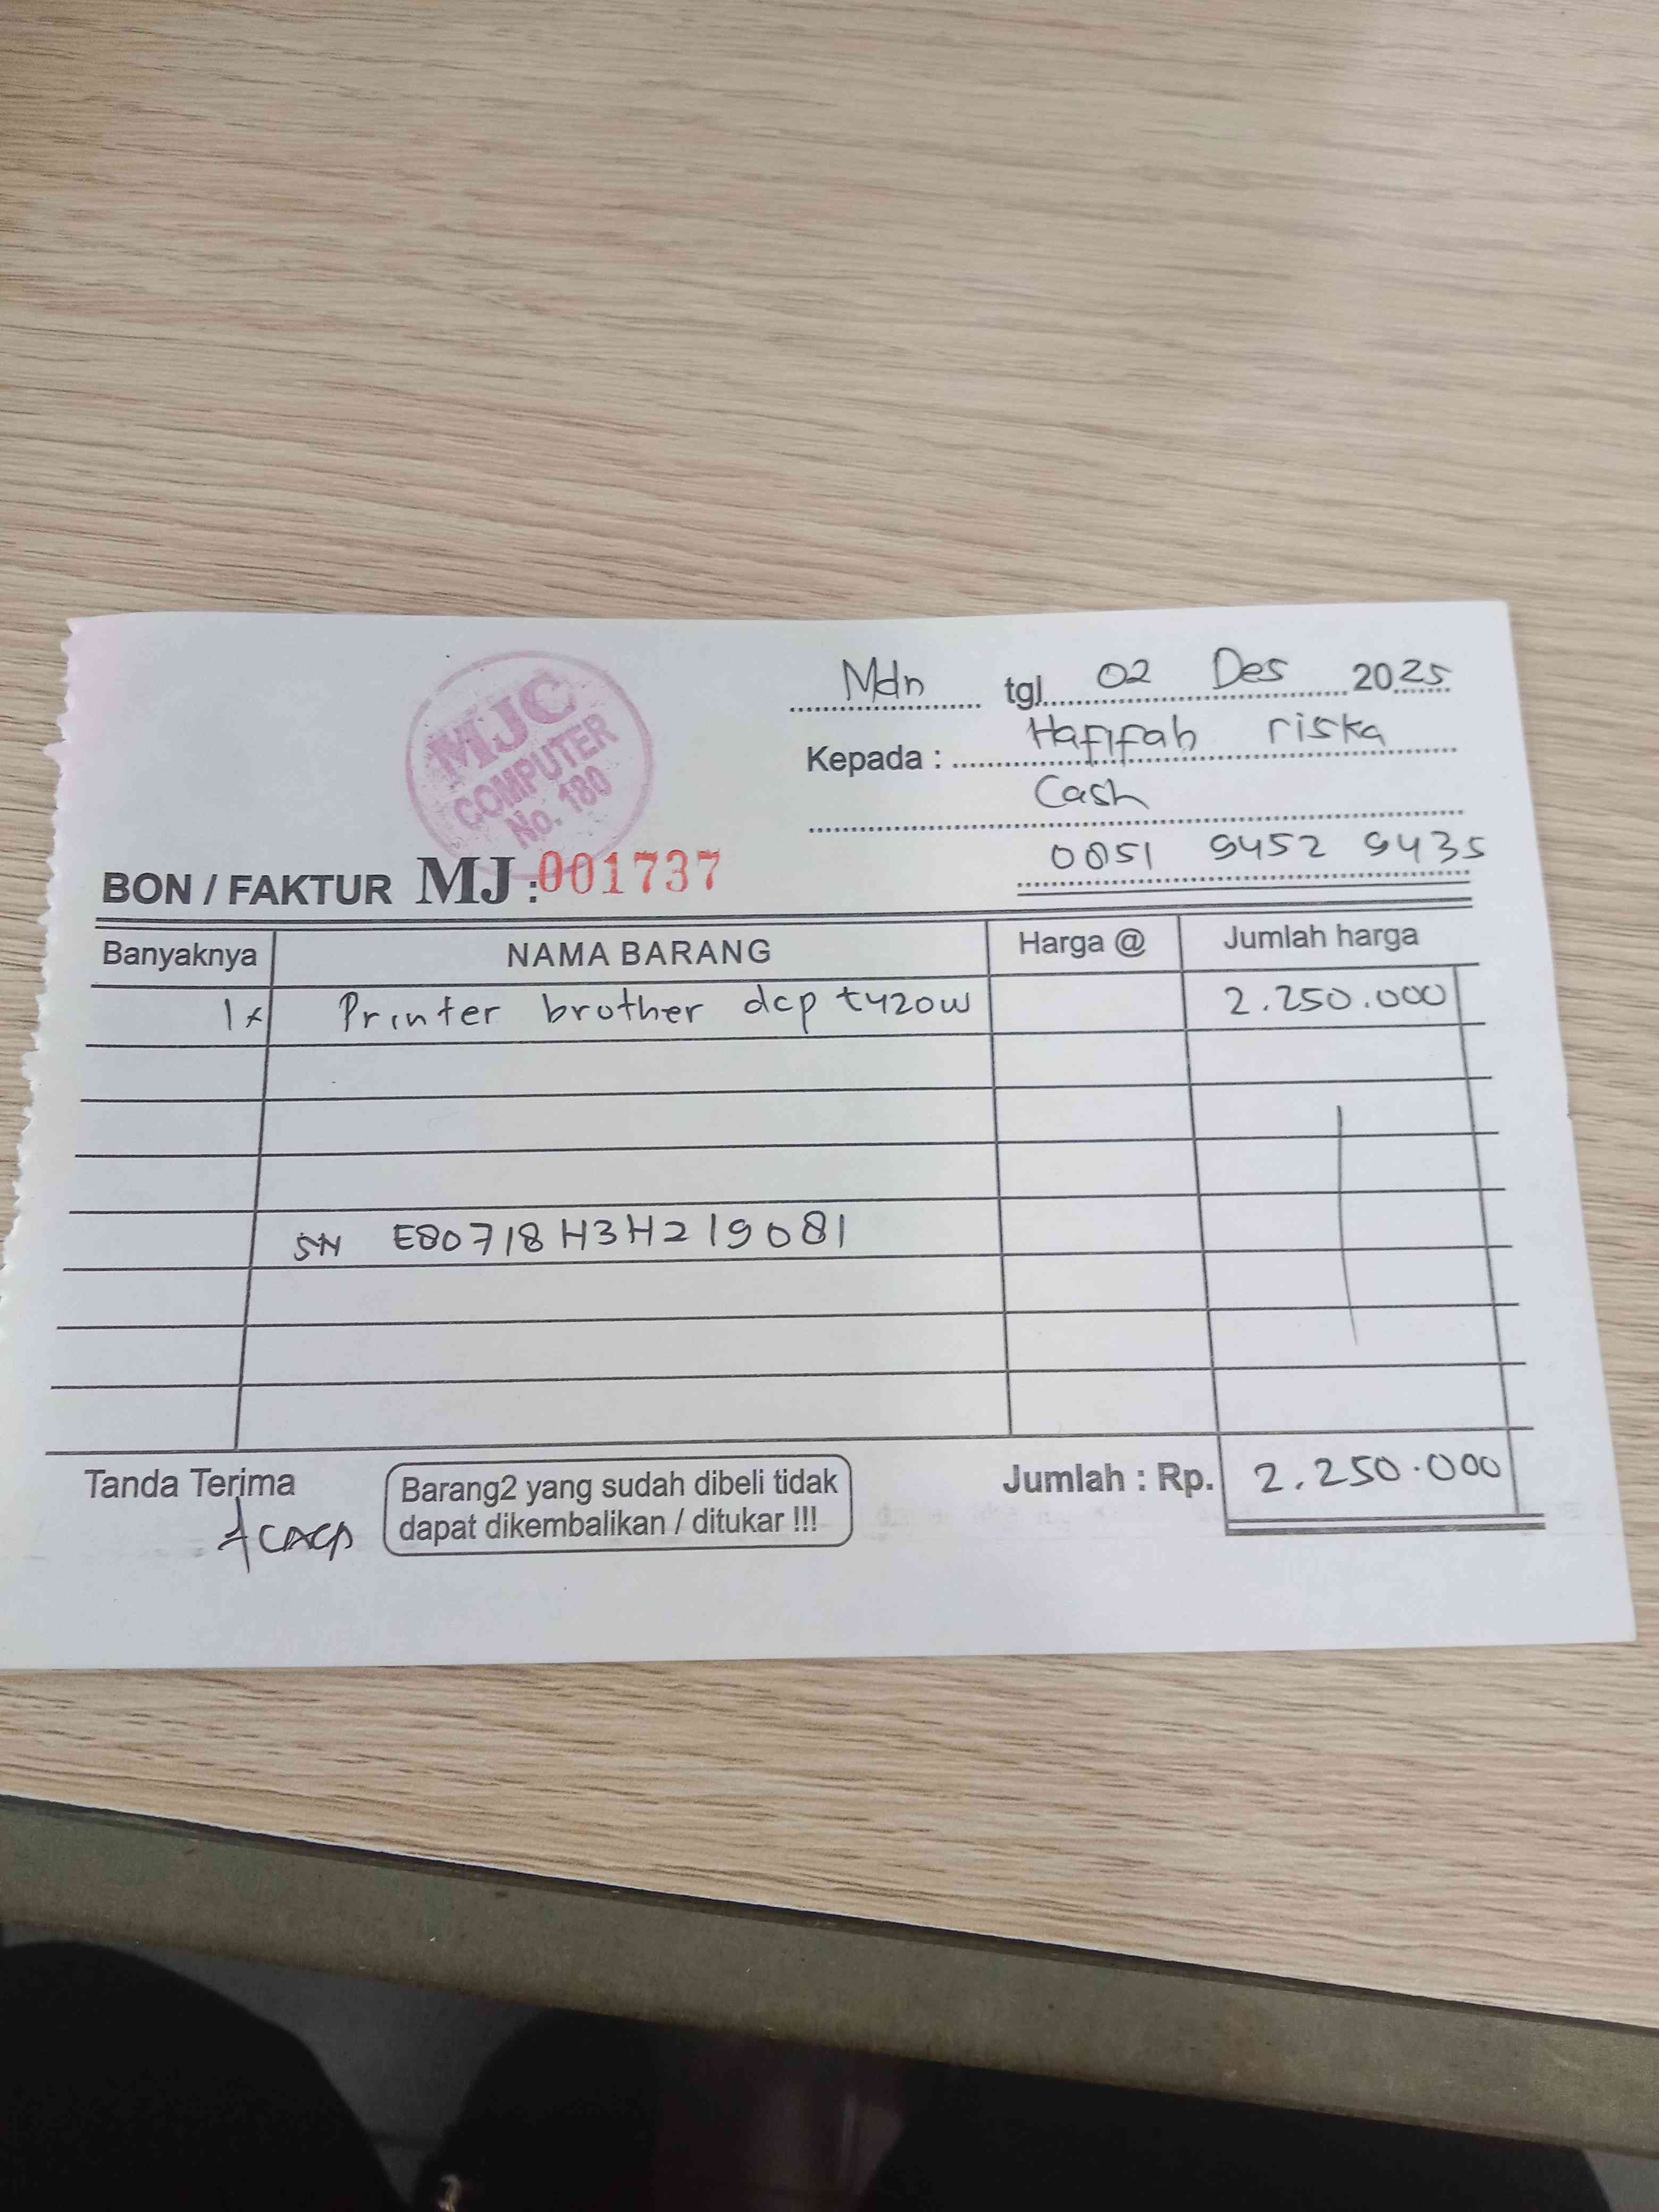 MJC
COMPUTER
No. 180
Mdn tgl. 02 Des 2025
Kepada : Hafifah riska
Cash
0851 9452 9435
BON / FAKTUR MJ : 001737
Banyaknya NAMA BARANG Harga @ Jumlah harga
1x Printer brother dcp t420w 2.250.000
SN E80718H3H219081
Tanda Terima Barang2 yang sudah dibeli tidak dapat dikembalikan / ditukar !!! Jumlah : Rp. 2.250.000